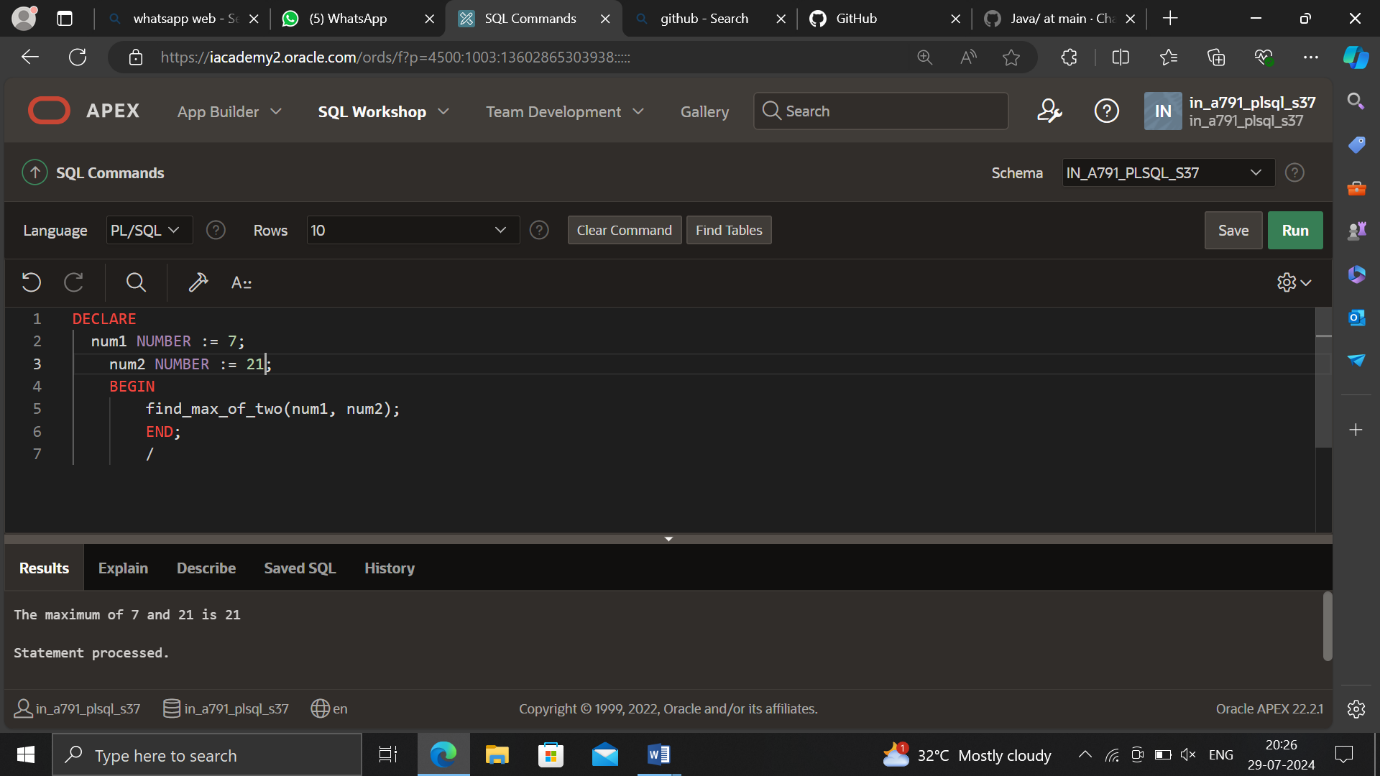 whatsapp web - Se
(5) WhatsApp
SQL Commands
github - Search
GitHub
Java/ at main · Cha
https://iacademy2.oracle.com/ords/f?p=4500:1003:13602865303938:::::
APEX
App Builder
SQL Workshop
Team Development
Gallery
Search
IN
in_a791_plsql_s37
in_a791_plsql_s37
SQL Commands
Schema
IN_A791_PLSQL_S37
Language
PL/SQL
Rows
10
Clear Command
Find Tables
Save
Run
A::
1 DECLARE
2 num1 NUMBER := 7;
3 num2 NUMBER := 21;
4 BEGIN
5 find_max_of_two(num1, num2);
6 END;
7 /
Results
Explain
Describe
Saved SQL
History
The maximum of 7 and 21 is 21
Statement processed.
in_a791_plsql_s37
in_a791_plsql_s37
en
Copyright © 1999, 2022, Oracle and/or its affiliates.
Oracle APEX 22.2.1
Type here to search
1
32°C Mostly cloudy
ENG
20:26
29-07-2024